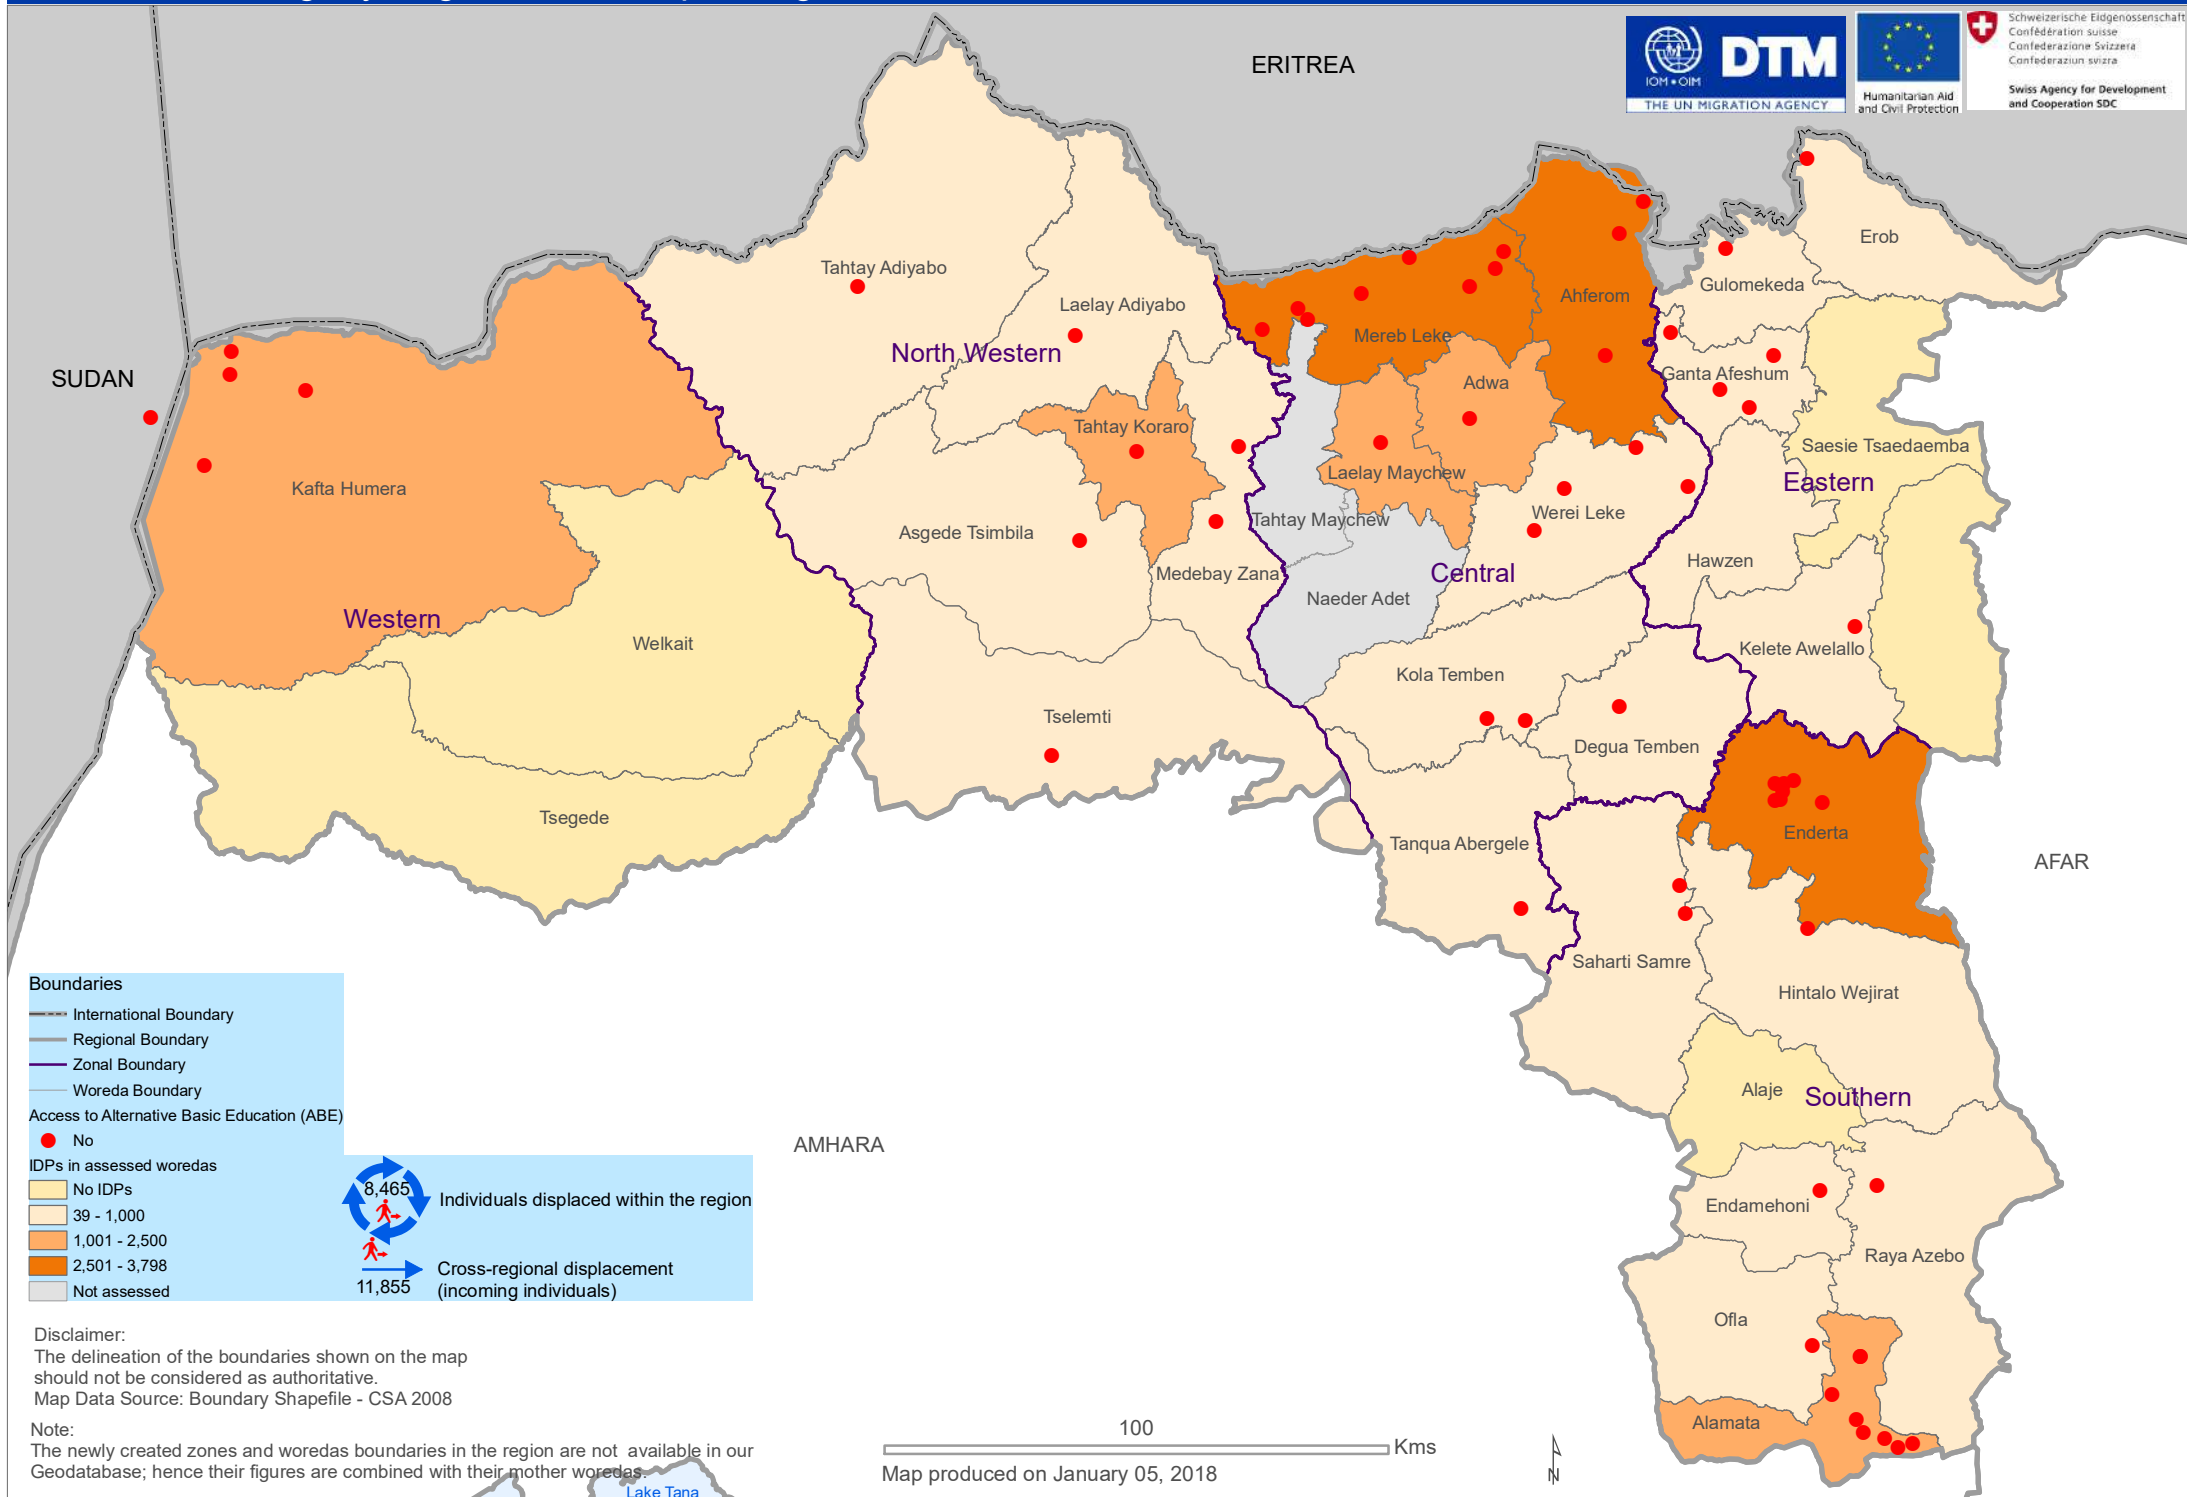 ERITREA
IOM • OIM
DTM
THE UN MIGRATION AGENCY
Humanitarian Aid
and Civil Protection
Schweizerische Eidgenossenschaft
Confédération suisse
Confederazione Svizzera
Confederaziun svizra
Swiss Agency for Development
and Cooperation SDC
Erob
Tahtay Adiyabo
Gulomekeda
Laelay Adiyabo
Ahferom
Mereb Leke
North Western
SUDAN
Ganta Afeshum
Adwa
Tahtay Koraro
Saesie Tsaedaemba
Laelay Maychew
Eastern
Kafta Humera
Werei Leke
Tahtay Maychew
Asgede Tsimbila
Hawzen
Central
Medebay Zana
Naeder Adet
Western
Welkait
Kelete Awelallo
Kola Temben
Tselemti
Degua Temben
Tsegede
Enderta
Tanqua Abergele
AFAR
Saharti Samre
Hintalo Wejirat
Alaje
Southern
AMHARA
Endamehoni
Raya Azebo
Ofla
Alamata
Boundaries
International Boundary
Regional Boundary
Zonal Boundary
Woreda Boundary
Access to Alternative Basic Education (ABE)
No
IDPs in assessed woredas
No IDPs
39 - 1,000
1,001 - 2,500
2,501 - 3,798
Not assessed
8,465
Individuals displaced within the region
11,855
Cross-regional displacement
(incoming individuals)
Disclaimer:
The delineation of the boundaries shown on the map
should not be considered as authoritative.
Map Data Source: Boundary Shapefile - CSA 2008
Note:
The newly created zones and woredas boundaries in the region are not available in our
Geodatabase; hence their figures are combined with their mother woredas.
Lake Tana
100
Kms
Map produced on January 05, 2018
N